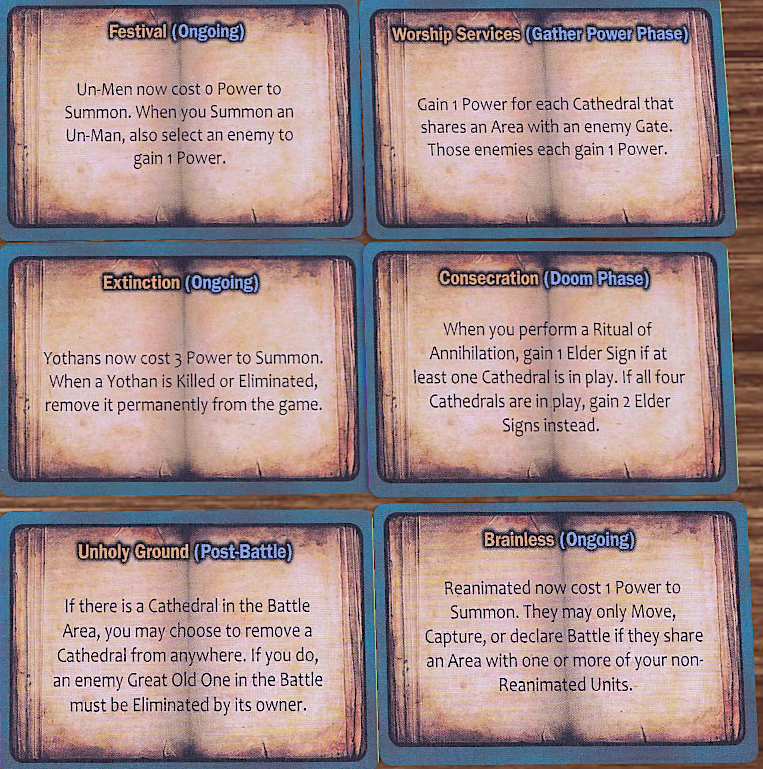 Festival (Ongoing)
Un-Men now cost 0 Power to
Summon. When you Summon an
Un-Man, also select an enemy to
gain 1 Power.
Worship Services (Gather Power Phase)
Gain 1 Power for each Cathedral that
shares an Area with an enemy Gate.
Those enemies each gain 1 Power.
Extinction (Ongoing)
Yothans now cost 3 Power to Summon.
When a Yothan is Killed or Eliminated,
remove it permanently from the game.
Consecration (Doom Phase)
When you perform a Ritual of
Annihilation, gain 1 Elder Sign if at
least one Cathedral is in play. If all four
Cathedrals are in play, gain 2 Elder
Signs instead.
Unholy Ground (Post-Battle)
If there is a Cathedral in the Battle
Area, you may choose to remove a
Cathedral from anywhere. If you do,
an enemy Great Old One in the Battle
must be Eliminated by its owner.
Brainless (Ongoing)
Reanimated now cost 1 Power to
Summon. They may only Move,
Capture, or declare Battle if they share
an Area with one or more of your non-
Reanimated Units.